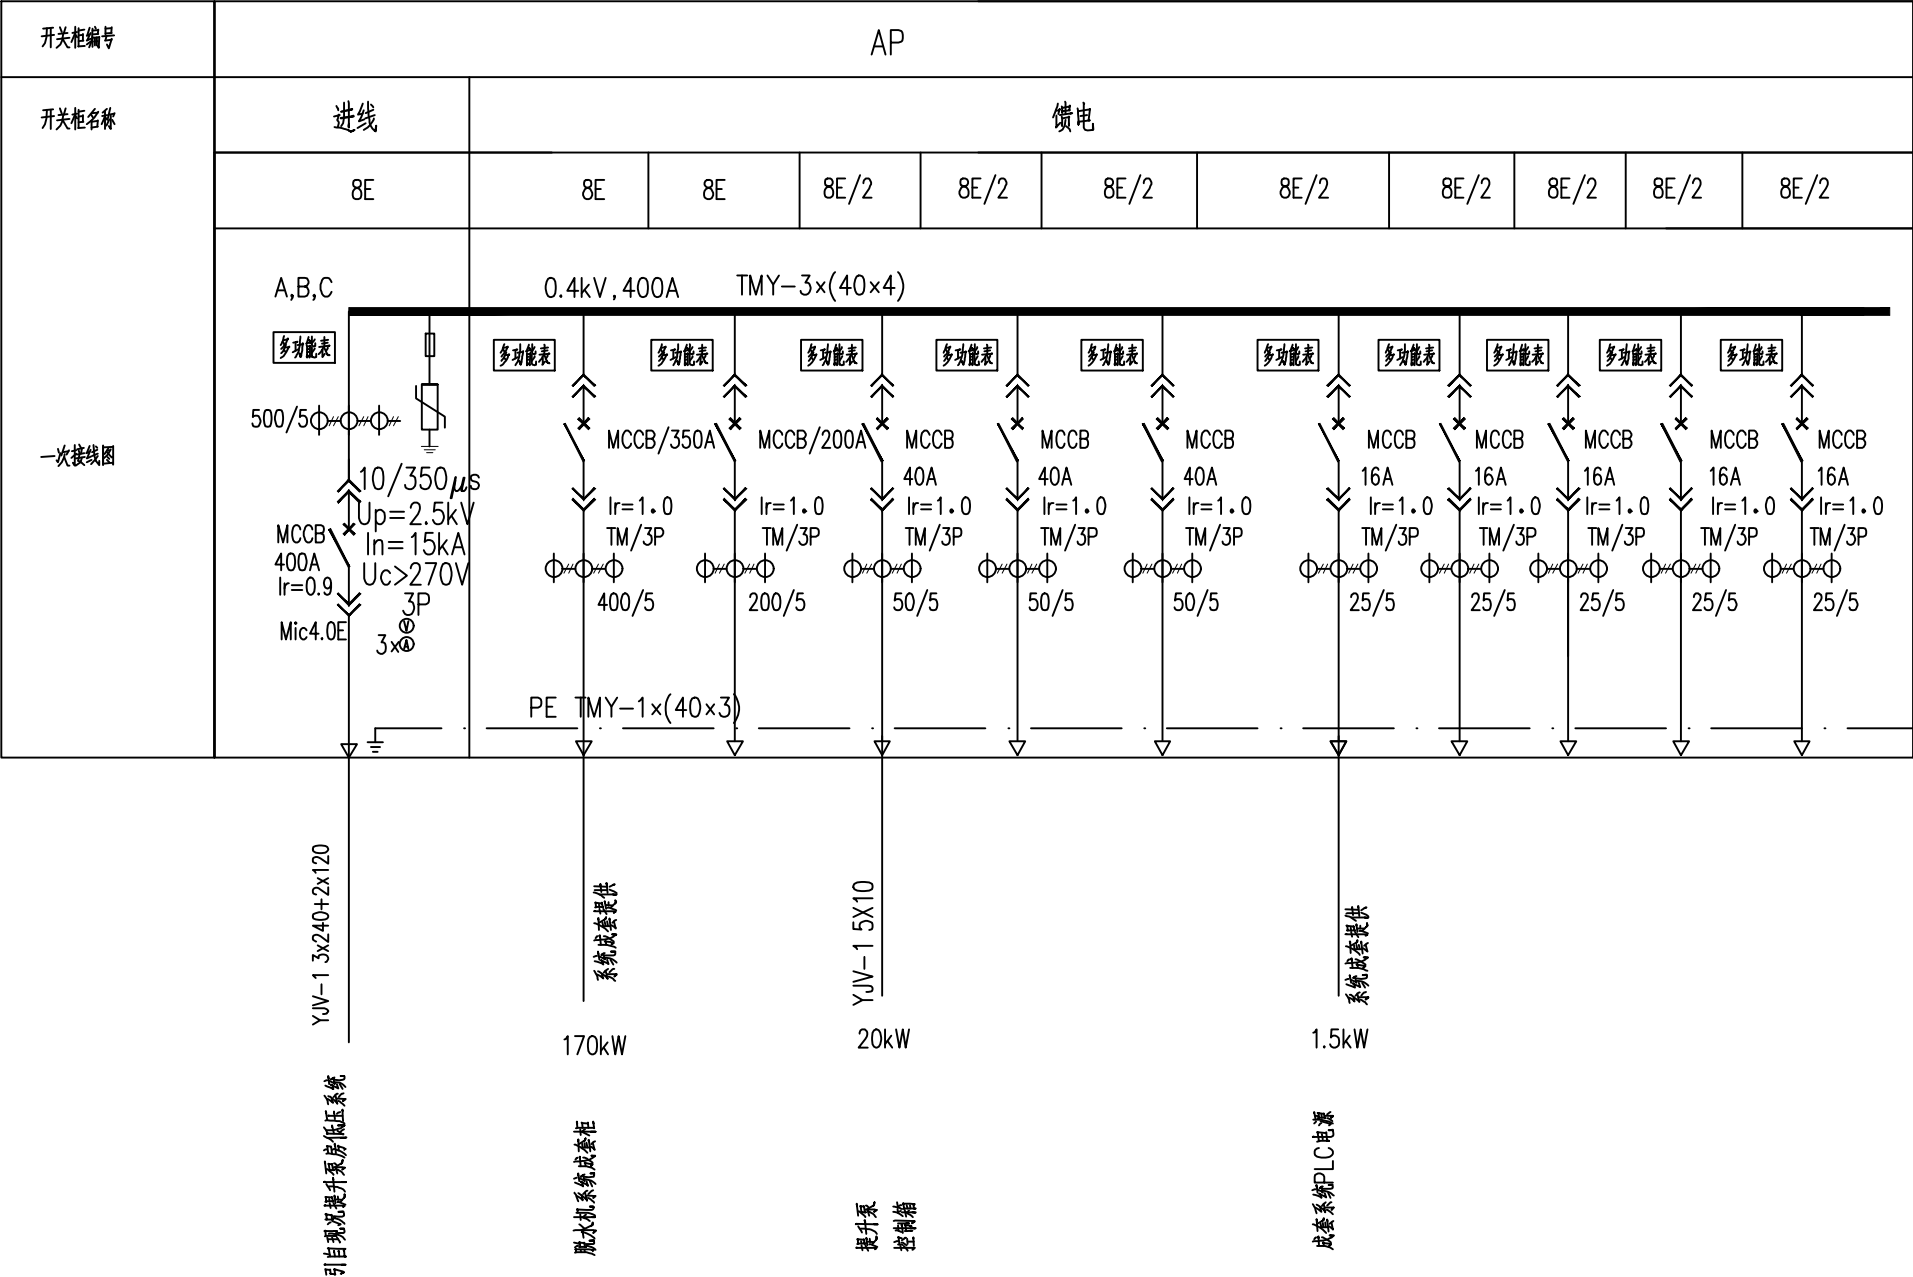 开关柜编号 AP
开关柜名称 进线 馈电
8E 8E 8E 8E/2 8E/2 8E/2 8E/2 8E/2 8E/2 8E/2 8E/2
一次接线图
A,B,C 0.4kV,400A TMY-3×(40×4)
多功能表 多功能表 多功能表 多功能表 多功能表 多功能表 多功能表 多功能表 多功能表 多功能表 多功能表
500/5
10/350μs
Up=2.5kV
In=15kA
Uc>270V
3P
V
3×A
MCCB
400A
Ir=0.9
Mic4.0E
MCCB/350A MCCB/200A MCCB MCCB MCCB MCCB MCCB MCCB MCCB MCCB
40A 40A 40A 16A 16A 16A 16A 16A
Ir=1.0 Ir=1.0 Ir=1.0 Ir=1.0 Ir=1.0 Ir=1.0 Ir=1.0 Ir=1.0 Ir=1.0 Ir=1.0
TM/3P TM/3P TM/3P TM/3P TM/3P TM/3P TM/3P TM/3P TM/3P TM/3P
400/5 200/5 50/5 50/5 50/5 25/5 25/5 25/5 25/5 25/5
PE TMY-1×(40×3)
YJV-1 3x240+2x120
系统成套提供
YJV-1 5X10
系统成套提供
170kW 20kW 1.5kW
引自现况提升泵房低压系统
脱水机系统成套柜
提升泵
控制箱
成套系统PLC电源